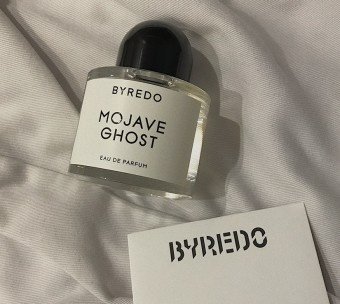 BYREDO
MOJAVE
GHOST
EAU DE PARFUM
BYREDO